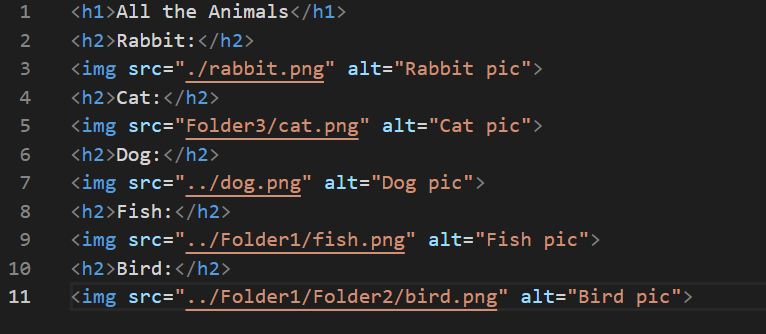 1 <h1>All the Animals</h1>
2 <h2>Rabbit:</h2>
3 <img src="./rabbit.png" alt="Rabbit pic">
4 <h2>Cat:</h2>
5 <img src="Folder3/cat.png" alt="Cat pic">
6 <h2>Dog:</h2>
7 <img src="../dog.png" alt="Dog pic">
8 <h2>Fish:</h2>
9 <img src="../Folder1/fish.png" alt="Fish pic">
10 <h2>Bird:</h2>
11 <img src="../Folder1/Folder2/bird.png" alt="Bird pic">